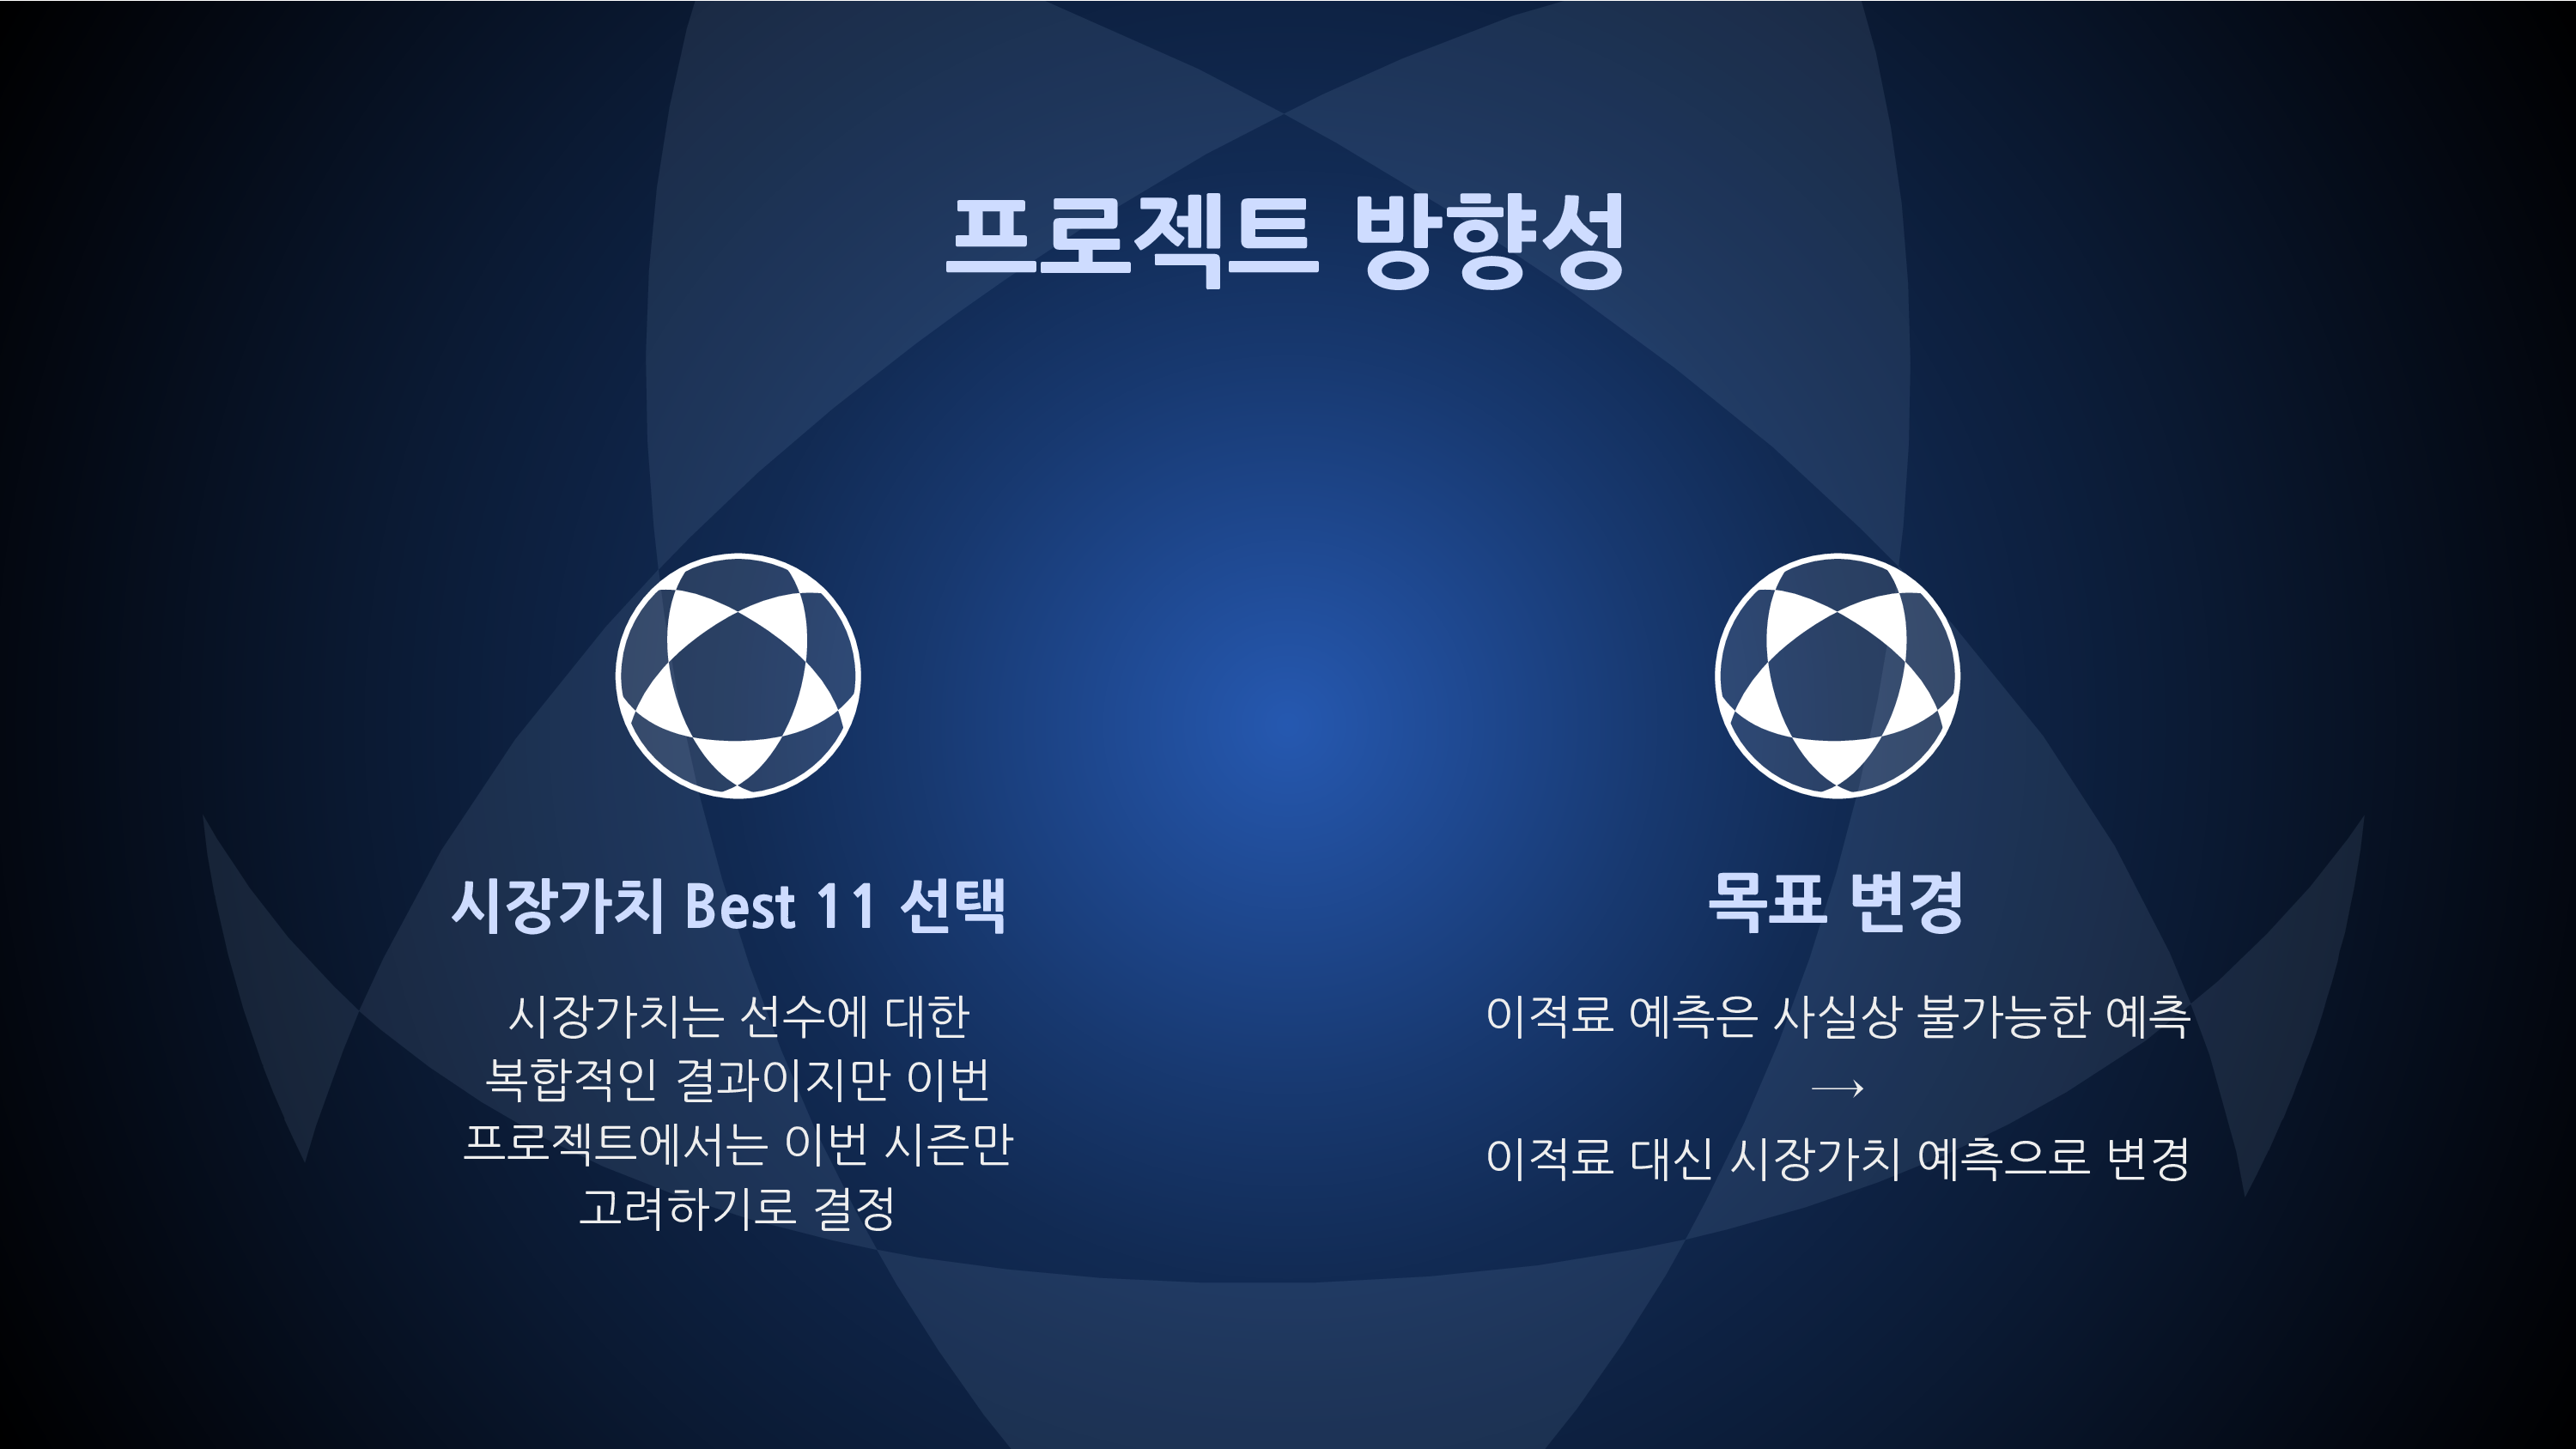 프로젝트 방향성
시장가치 Best 11 선택
시장가치는 선수에 대한
복합적인 결과이지만 이번
프로젝트에서는 이번 시즌만
고려하기로 결정
목표 변경
이적료 예측은 사실상 불가능한 예측
→
이적료 대신 시장가치 예측으로 변경